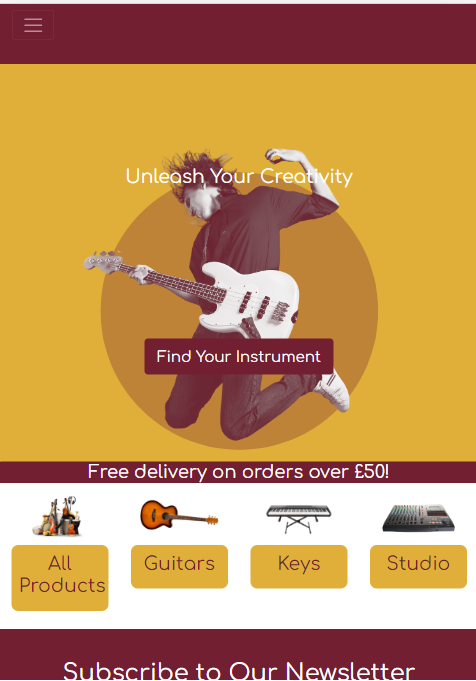 Unleash Your Creativity
Find Your Instrument
Free delivery on orders over £50!
All
Products
Guitars
Keys
Studio
Subscribe to Our Newsletter